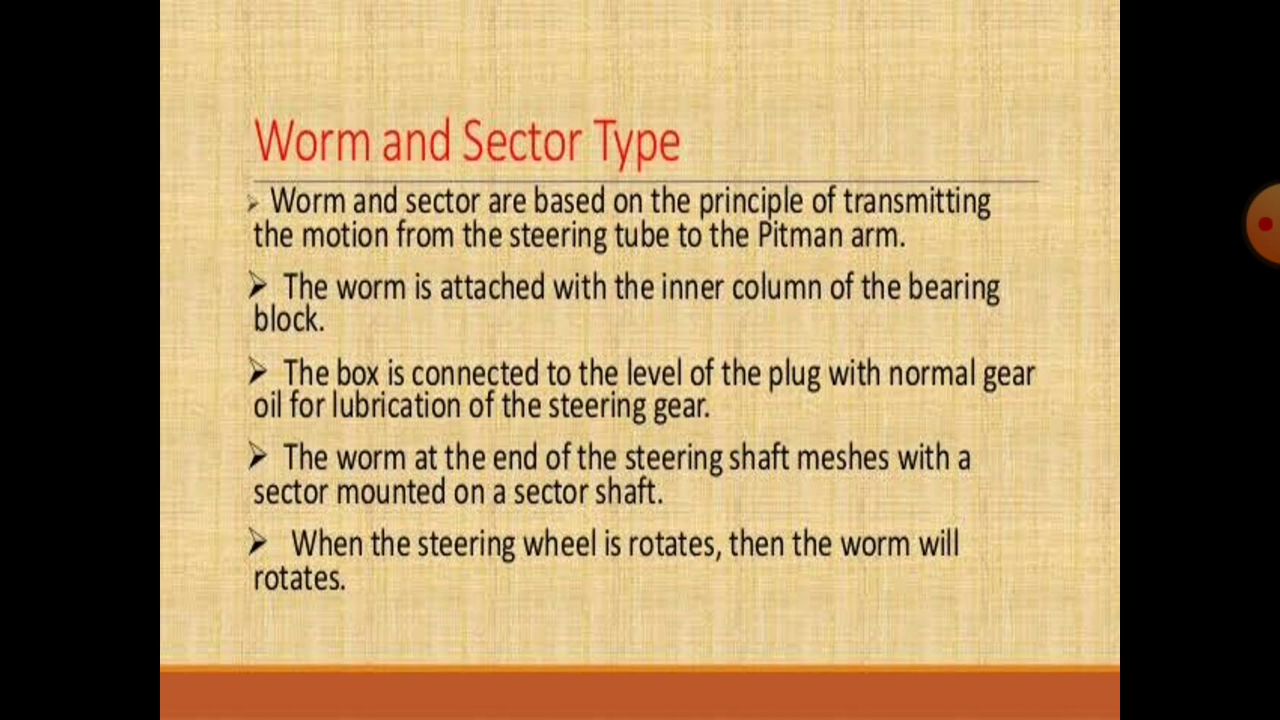 Worm and Sector Type
➤ Worm and sector are based on the principle of transmitting
the motion from the steering tube to the Pitman arm.
➤ The worm is attached with the inner column of the bearing
block.
➤ The box is connected to the level of the plug with normal gear
oil for lubrication of the steering gear.
➤ The worm at the end of the steering shaft meshes with a
sector mounted on a sector shaft.
➤ When the steering wheel is rotates, then the worm will
rotates.